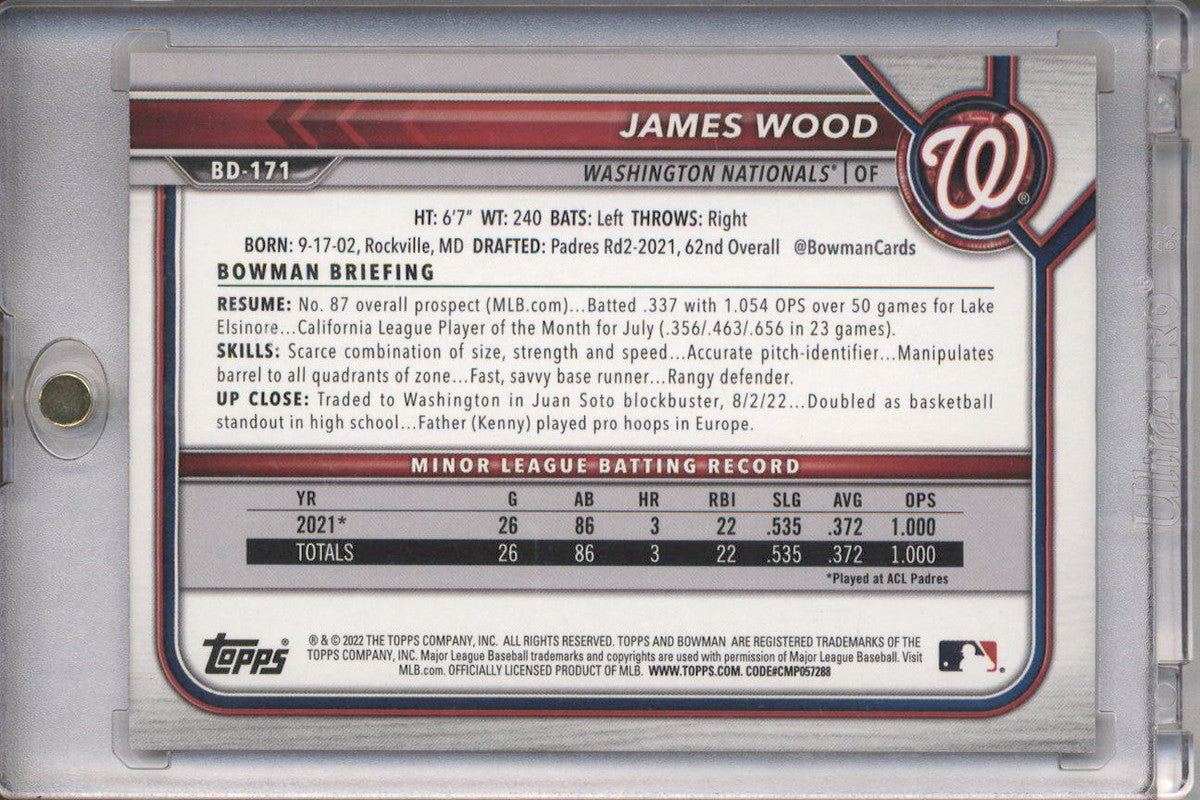 JAMES WOOD
BD-171
WASHINGTON NATIONALS® | OF
W®
HT: 6'7" WT: 240 BATS: Left THROWS: Right
BORN: 9-17-02, Rockville, MD DRAFTED: Padres Rd2-2021, 62nd Overall @BowmanCards
BOWMAN BRIEFING
RESUME: No. 87 overall prospect (MLB.com)...Batted .337 with 1.054 OPS over 50 games for Lake
Elsinore...California League Player of the Month for July (.356/.463/.656 in 23 games).
SKILLS: Scarce combination of size, strength and speed...Accurate pitch-identifier...Manipulates
barrel to all quadrants of zone...Fast, savvy base runner...Rangy defender.
UP CLOSE: Traded to Washington in Juan Soto blockbuster, 8/2/22...Doubled as basketball
standout in high school...Father (Kenny) played pro hoops in Europe.
MINOR LEAGUE BATTING RECORD
YR G AB HR RBI SLG AVG OPS
2021* 26 86 3 22 .535 .372 1.000
TOTALS 26 86 3 22 .535 .372 1.000
*Played at ACL Padres
Topps®
® & © 2022 THE TOPPS COMPANY, INC. ALL RIGHTS RESERVED. TOPPS AND BOWMAN ARE REGISTERED TRADEMARKS OF THE
TOPPS COMPANY, INC. Major League Baseball trademarks and copyrights are used with permission of Major League Baseball. Visit
MLB.com. OFFICIALLY LICENSED PRODUCT OF MLB. WWW.TOPPS.COM. CODE#CMP057288
Ultra PRO®